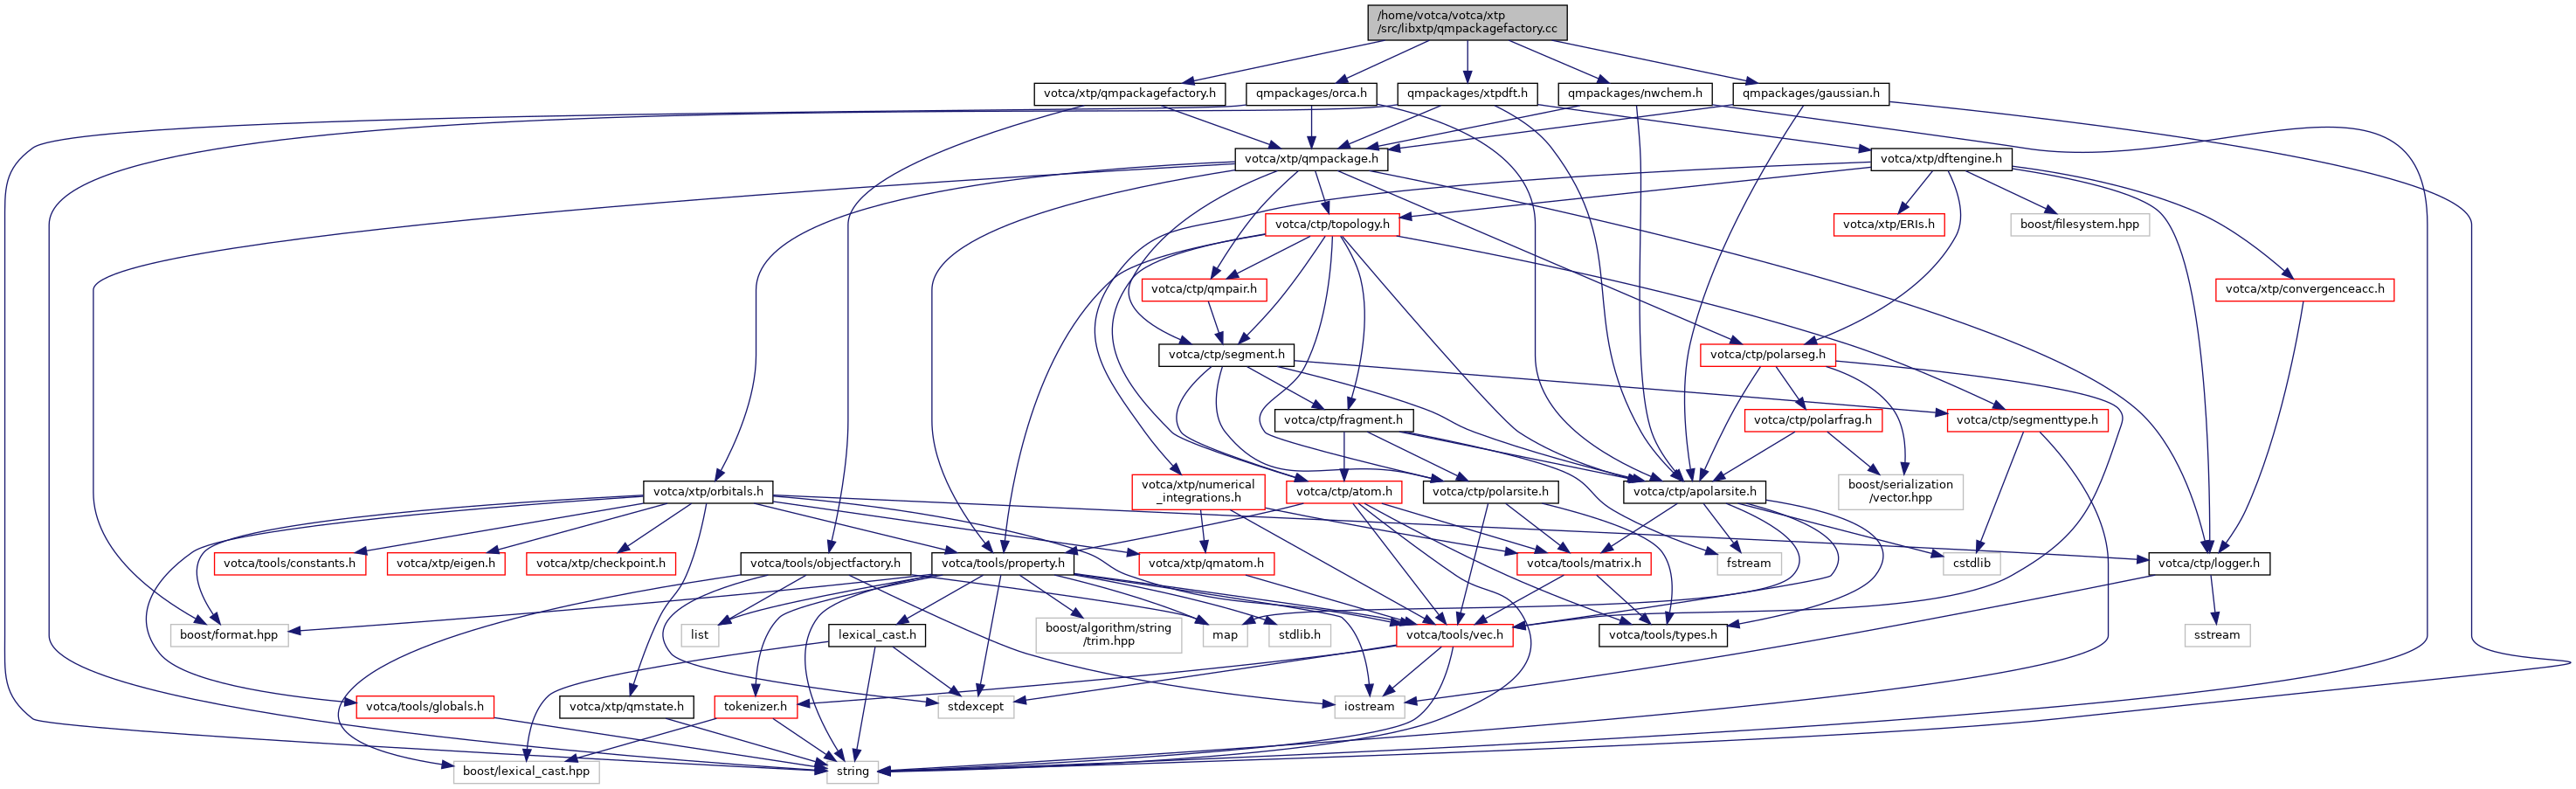 /home/votca/votca/xtp
/src/libxtp/qmpackagefactory.cc
votca/xtp/qmpackagefactory.h
qmpackages/orca.h
qmpackages/xtpdft.h
qmpackages/nwchem.h
qmpackages/gaussian.h
votca/xtp/qmpackage.h
votca/xtp/dftengine.h
votca/ctp/topology.h
votca/xtp/ERIs.h
boost/filesystem.hpp
votca/ctp/qmpair.h
votca/xtp/convergenceacc.h
votca/ctp/segment.h
votca/ctp/polarseg.h
votca/ctp/fragment.h
votca/ctp/polarfrag.h
votca/ctp/segmenttype.h
votca/xtp/orbitals.h
votca/xtp/numerical
_integrations.h
votca/ctp/atom.h
votca/ctp/polarsite.h
votca/ctp/apolarsite.h
boost/serialization
/vector.hpp
votca/tools/constants.h
votca/xtp/eigen.h
votca/xtp/checkpoint.h
votca/tools/objectfactory.h
votca/tools/property.h
votca/xtp/qmatom.h
votca/tools/matrix.h
fstream
cstdlib
votca/ctp/logger.h
boost/format.hpp
list
lexical_cast.h
boost/algorithm/string
/trim.hpp
map
stdlib.h
votca/tools/vec.h
votca/tools/types.h
sstream
votca/tools/globals.h
votca/xtp/qmstate.h
tokenizer.h
stdexcept
iostream
boost/lexical_cast.hpp
string